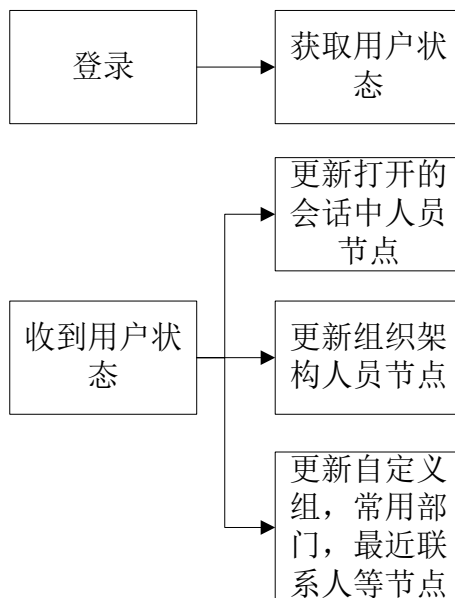 登录
获取用户状
态
更新打开的
会话中人员
节点
收到用户状
态
更新组织架
构人员节点
更新自定义
组，常用部
门，最近联
系人等节点